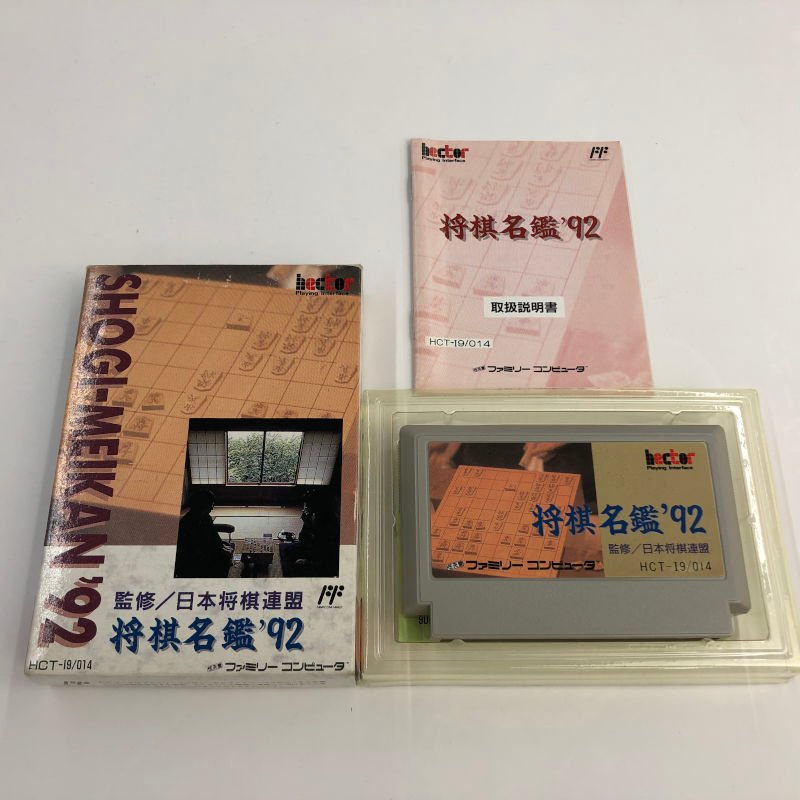 hector
Playing Interface
将棋名鑑'92
取扱説明書
HCT-I9/014
ファミリー コンピュータ
SHOGI-MEIKAN'92
hector
Playing Interface
監修/日本将棋連盟
将棋名鑑'92
HCT-I9/014
ファミリー コンピュータ
hector
Playing Interface
将棋名鑑'92
監修/日本将棋連盟
ファミリー コンピュータ
HCT-I9/014